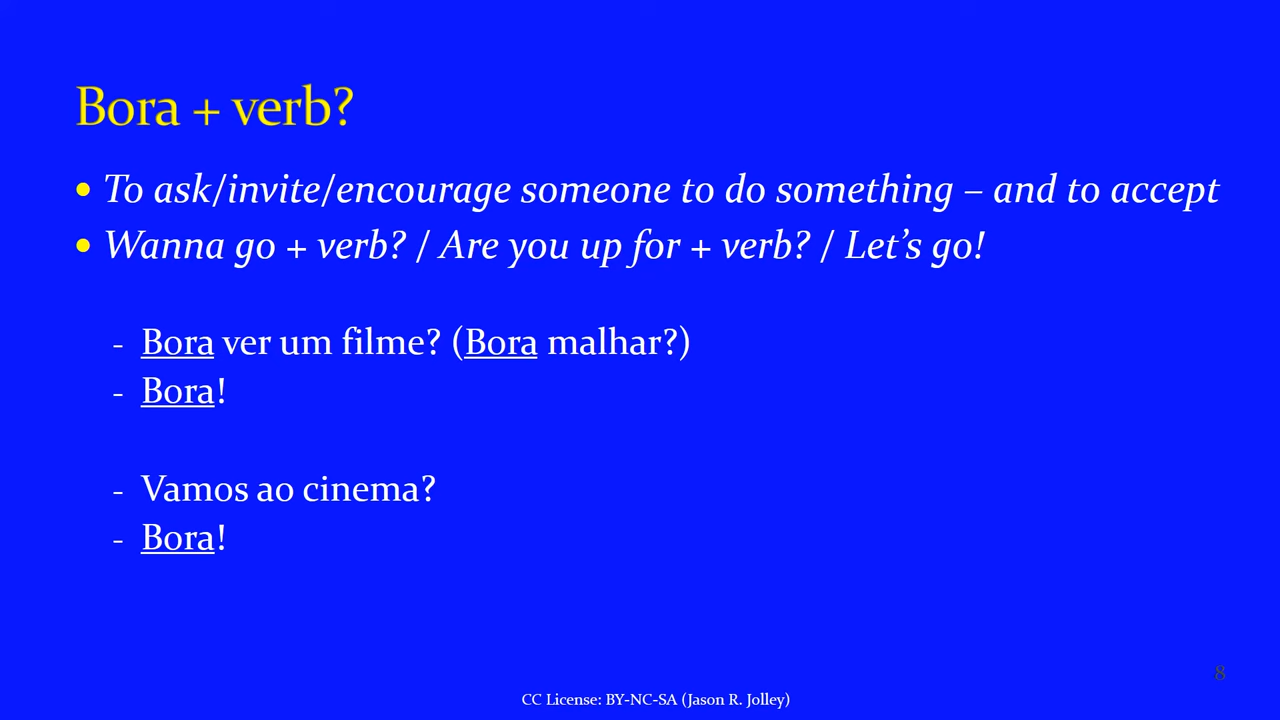 Bora + verb?
• To ask/invite/encourage someone to do something – and to accept
• Wanna go + verb? / Are you up for + verb? / Let’s go!
- Bora ver um filme? (Bora malhar?)
- Bora!
- Vamos ao cinema?
- Bora!
8
CC License: BY-NC-SA (Jason R. Jolley)